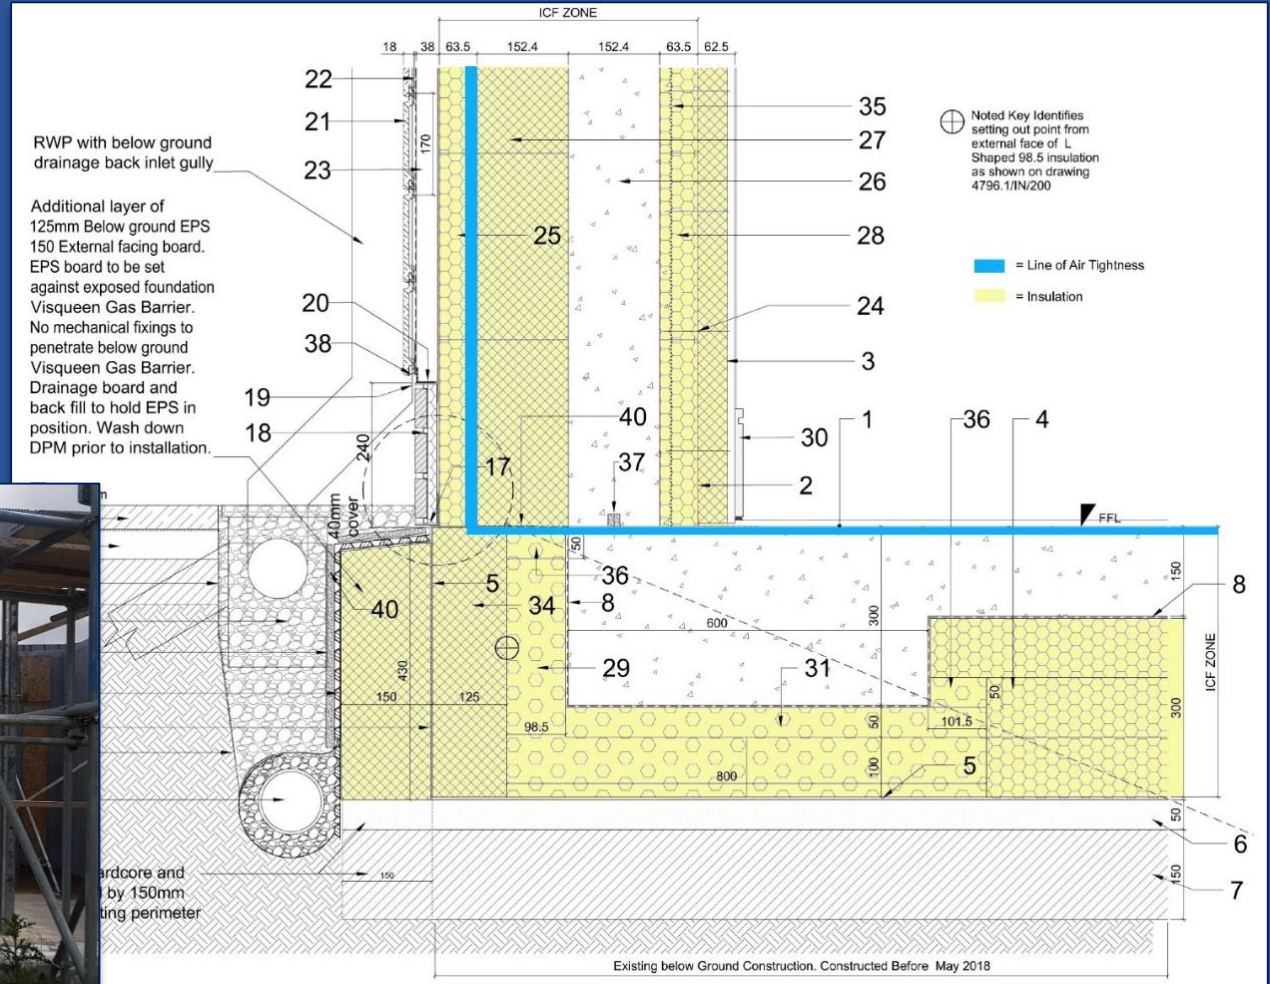 ICF ZONE
18 38 63.5 152.4 152.4 63.5 62.5
22
21
23
170
25
20
38
19
18
240
17
40
37
35
27
26
28
24
3
30
2
1
36
4
RWP with below ground
drainage back inlet gully
Additional layer of
125mm Below ground EPS
150 External facing board.
EPS board to be set
against exposed foundation
Visqueen Gas Barrier.
No mechanical fixings to
penetrate below ground
Visqueen Gas Barrier.
Drainage board and
back fill to hold EPS in
position. Wash down
DPM prior to installation.
Noted Key Identifies
setting out point from
external face of L
Shaped 98.5 insulation
as shown on drawing
4796.1/IN/200
= Line of Air Tightness
= Insulation
FFL
40mm
cover
50
36
5
34
8
40
600
300
150
8
ICF ZONE
430
29
31
150
125
98.5
50
50
101.5
300
800
100
5
50
6
150
7
ardcore and
by 150mm
ting perimeter
150
Existing below Ground Construction. Constructed Before May 2018